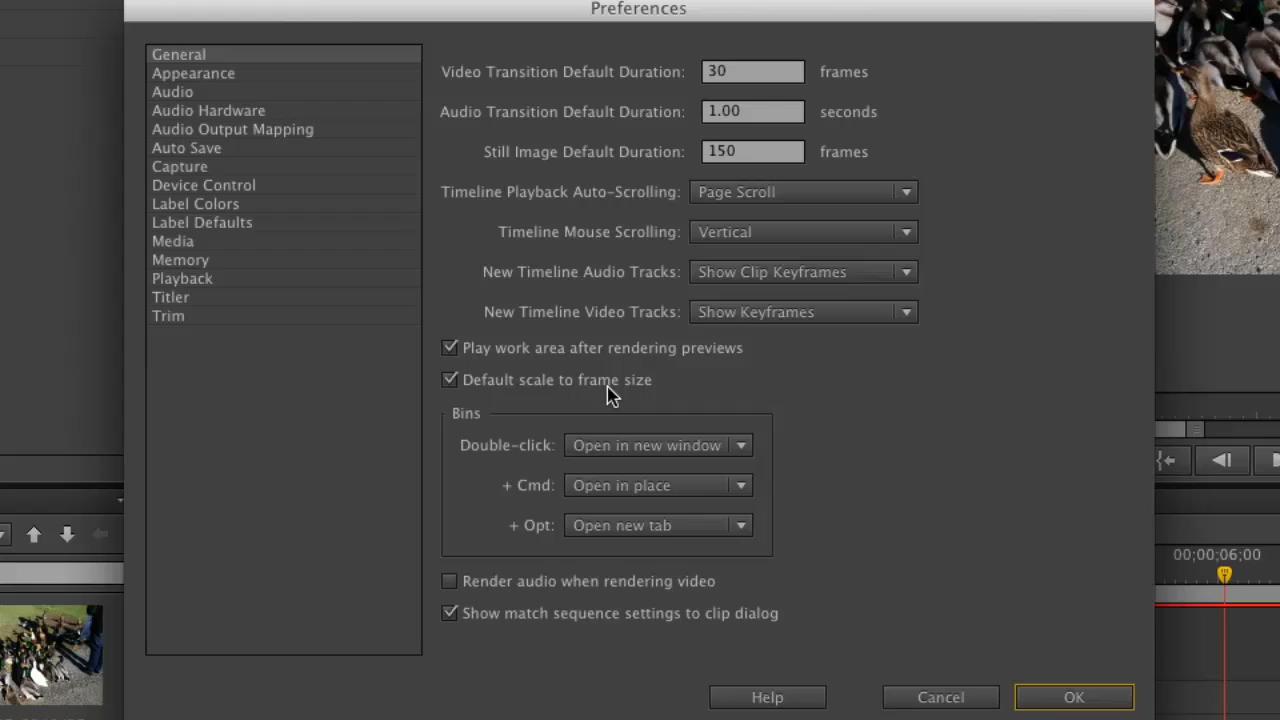 Preferences
General
Appearance
Audio
Audio Hardware
Audio Output Mapping
Auto Save
Capture
Device Control
Label Colors
Label Defaults
Media
Memory
Playback
Titler
Trim
Video Transition Default Duration: 30 frames
Audio Transition Default Duration: 1.00 seconds
Still Image Default Duration: 150 frames
Timeline Playback Auto-Scrolling: Page Scroll
Timeline Mouse Scrolling: Vertical
New Timeline Audio Tracks: Show Clip Keyframes
New Timeline Video Tracks: Show Keyframes
Play work area after rendering previews
Default scale to frame size
Bins
Double-click: Open in new window
+ Cmd: Open in place
+ Opt: Open new tab
Render audio when rendering video
Show match sequence settings to clip dialog
Help Cancel OK
00;00;06;00